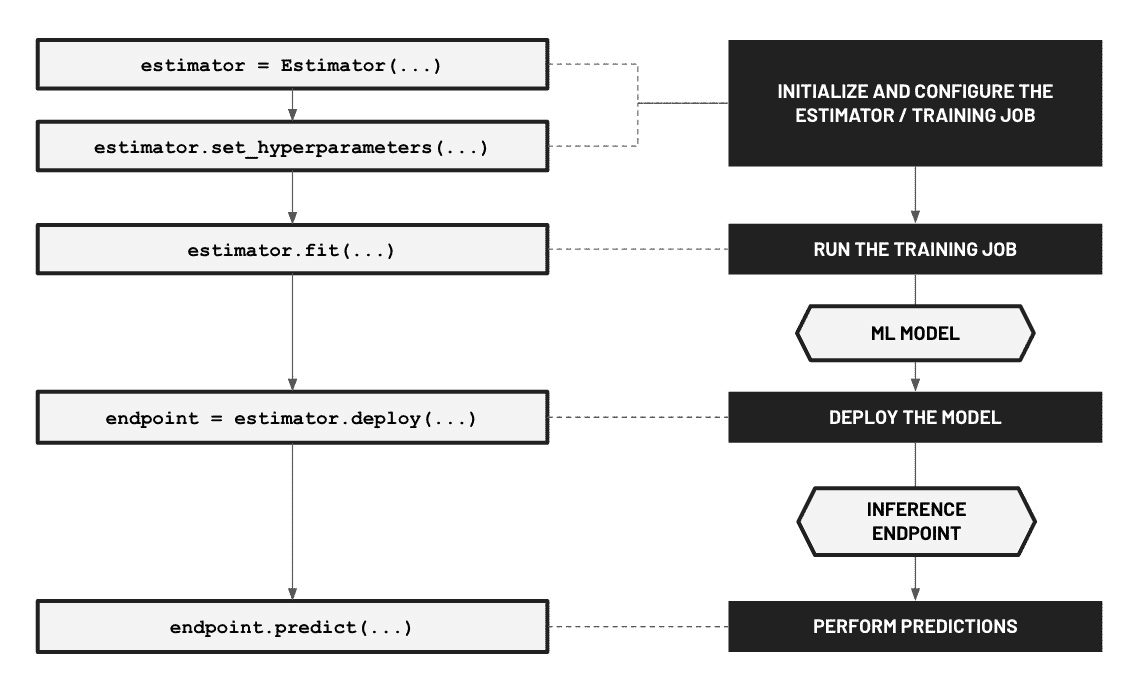 estimator = Estimator(...)
estimator.set_hyperparameters(...)
INITIALIZE AND CONFIGURE THE
ESTIMATOR / TRAINING JOB
estimator.fit(...)
RUN THE TRAINING JOB
ML MODEL
endpoint = estimator.deploy(...)
DEPLOY THE MODEL
INFERENCE
ENDPOINT
endpoint.predict(...)
PERFORM PREDICTIONS